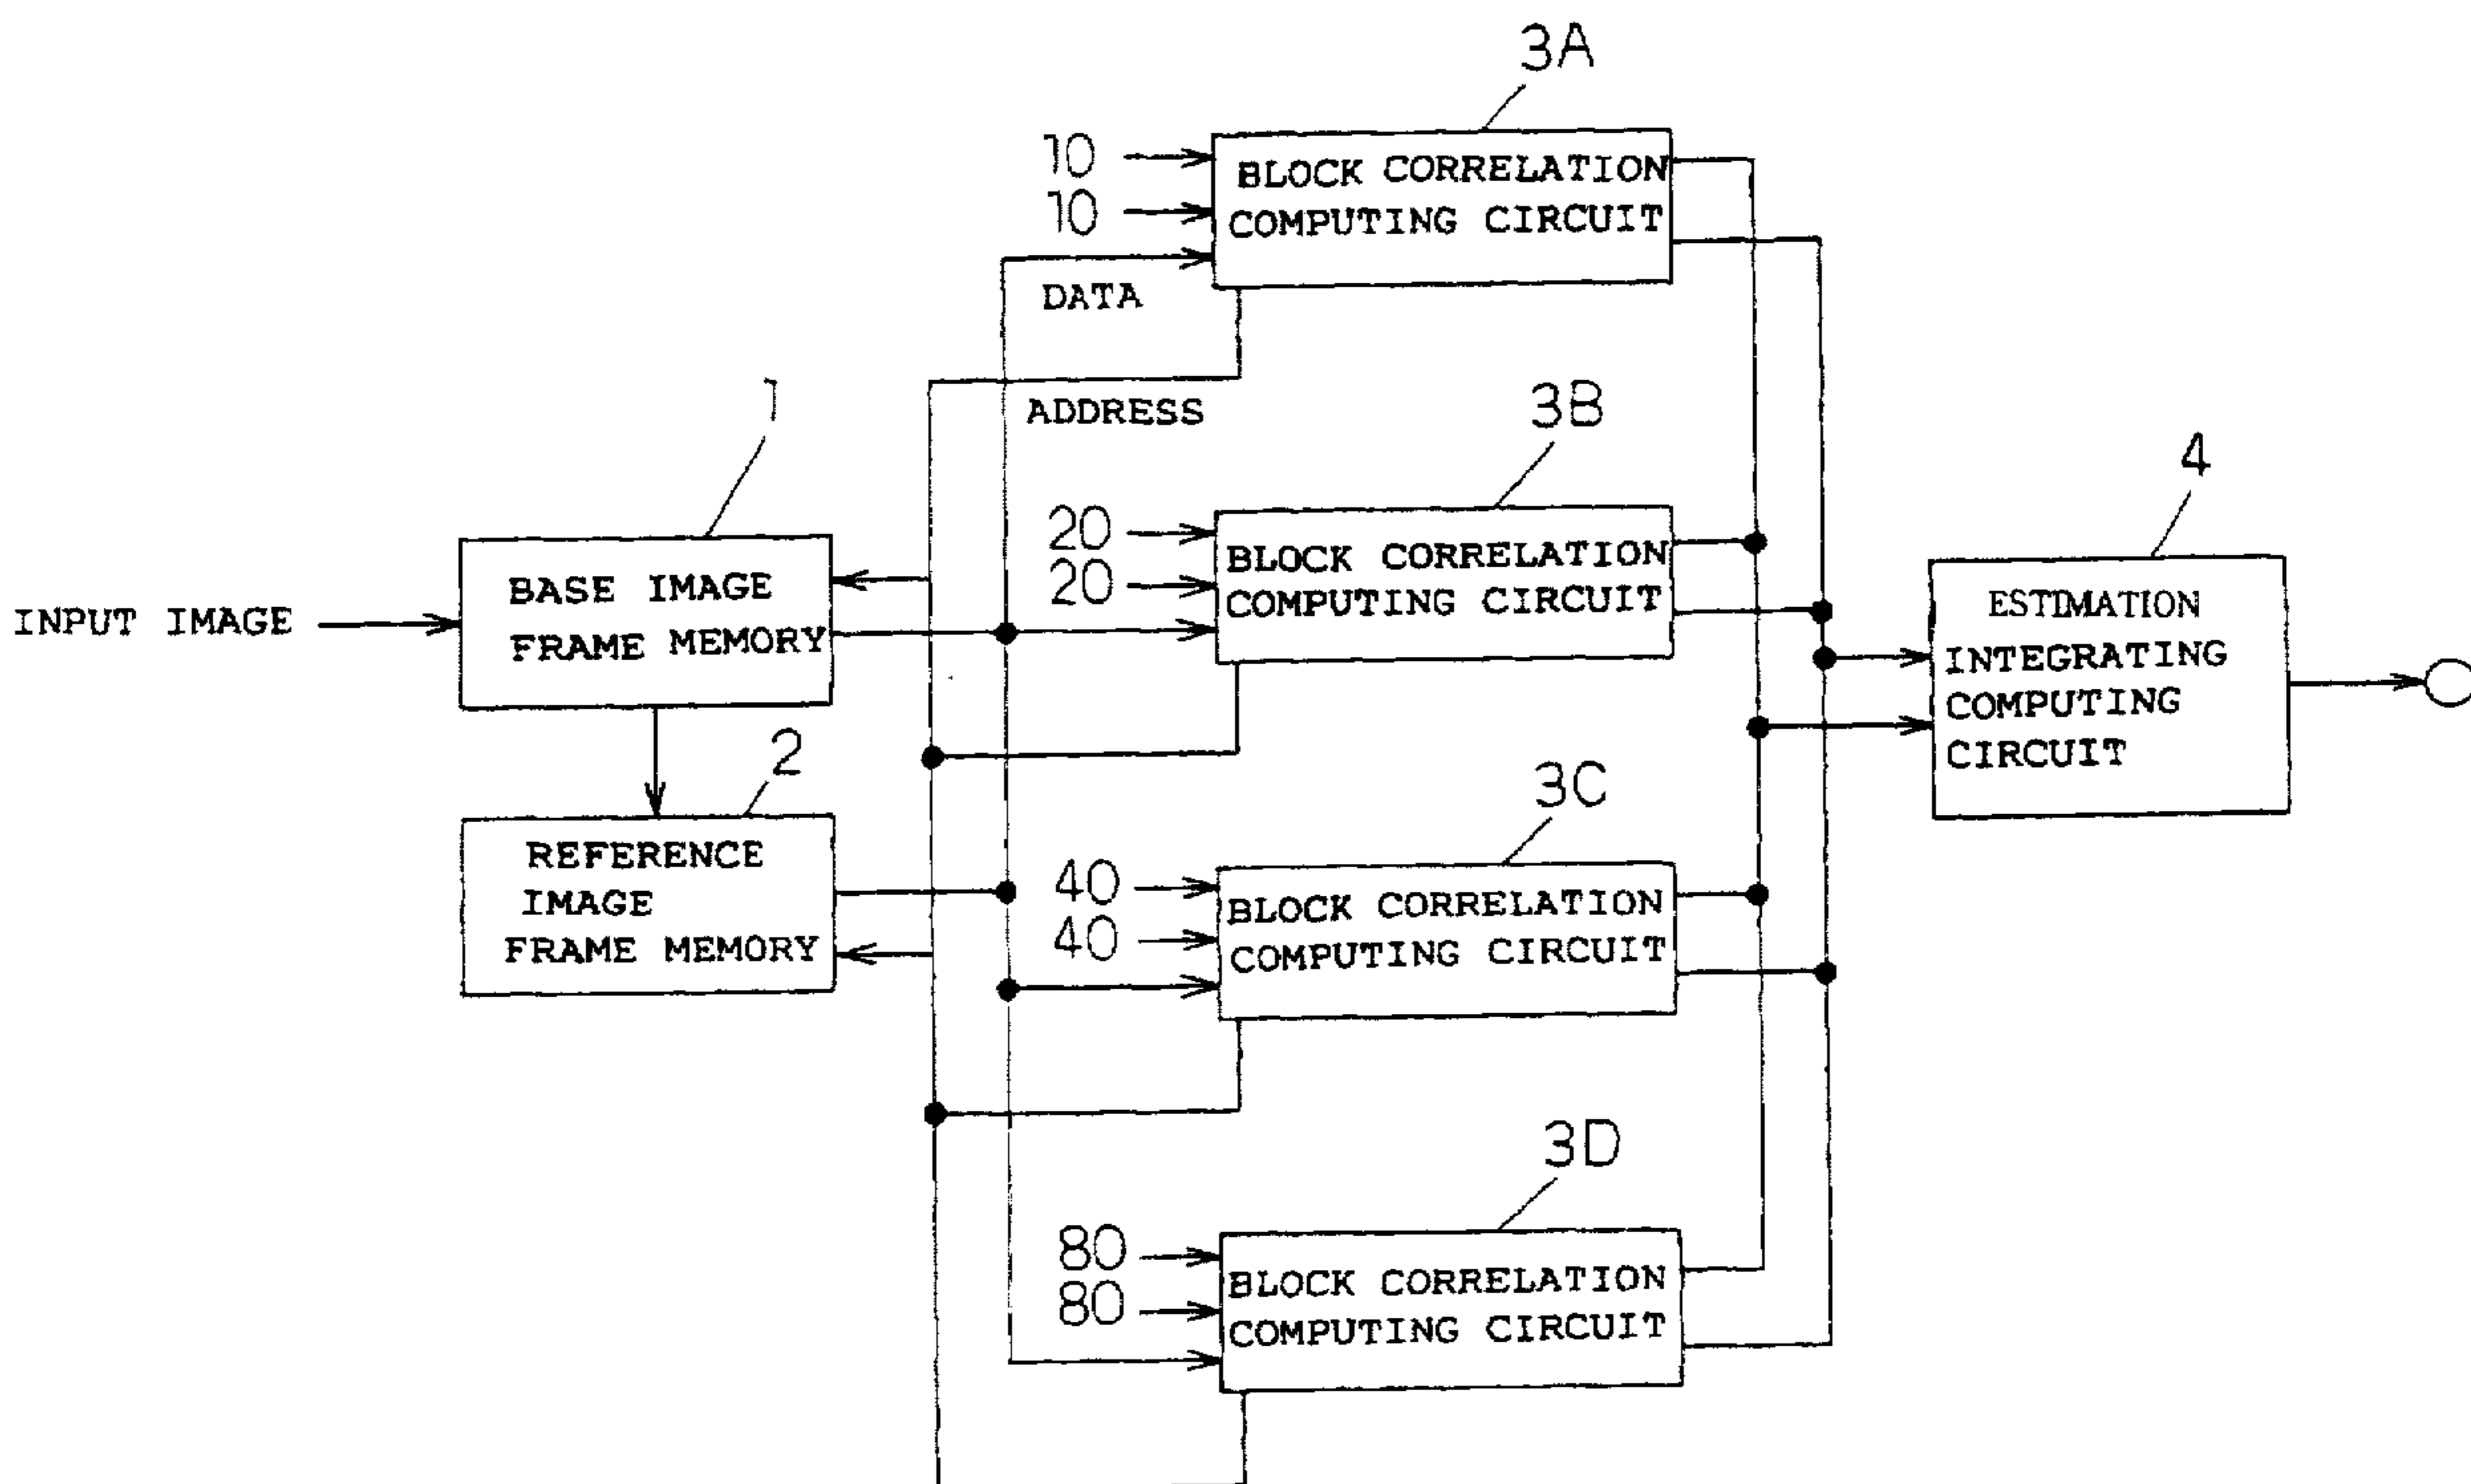 3A
10
10
BLOCK CORRELATION
COMPUTING CIRCUIT
DATA
ADDRESS
1
3B
20
20
BLOCK CORRELATION
COMPUTING CIRCUIT
4
INPUT IMAGE
BASE IMAGE
FRAME MEMORY
ESTIMATION
INTEGRATING
COMPUTING
CIRCUIT
2
REFERENCE
IMAGE
FRAME MEMORY
3C
40
40
BLOCK CORRELATION
COMPUTING CIRCUIT
3D
80
80
BLOCK CORRELATION
COMPUTING CIRCUIT